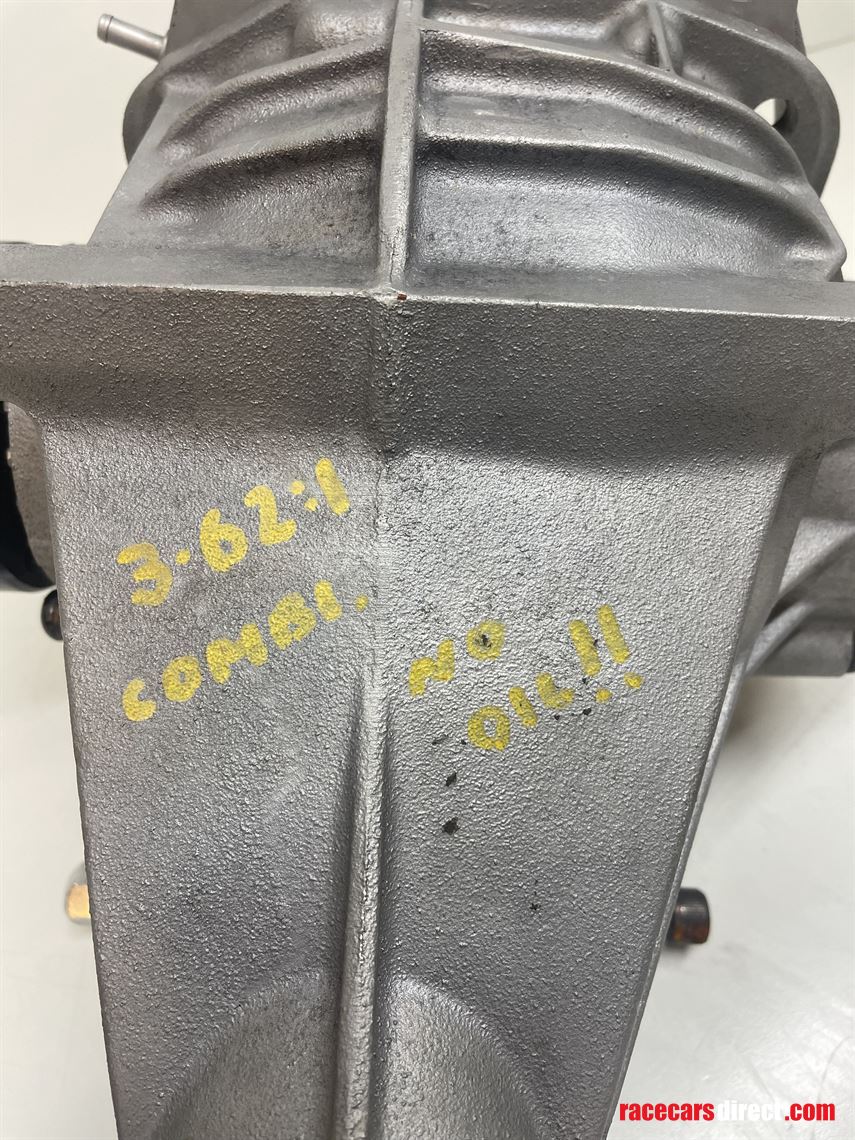 3.62:1
COMBI.
NO
OIL!!
racecarsdirect.com